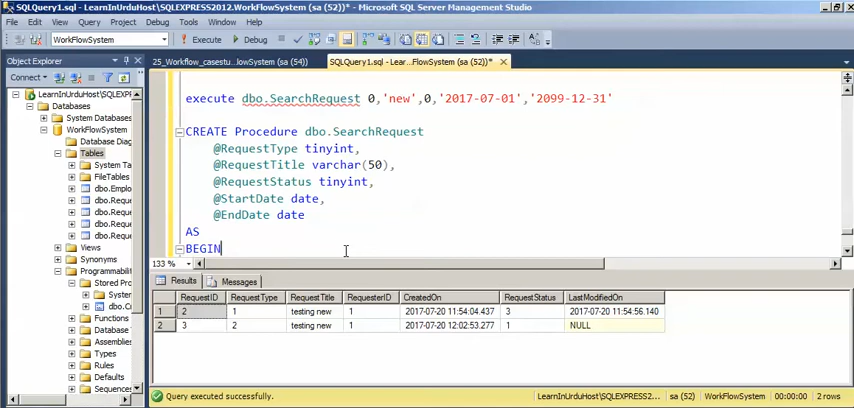 SQLQuery1.sql - LearnInUrduHost\SQLEXPRESS2012.WorkFlowSystem (sa (52))* - Microsoft SQL Server Management Studio
File Edit View Query Project Debug Tools Window Help
WorkFlowSystem Execute Debug
Object Explorer
25_Workflow_casestu...lowSystem (sa (54))
SQLQuery1.sql - Lear...FlowSystem (sa (52))*
Connect
LearnInUrduHost\SQLEXP
Databases
System Databases
WorkFlowSystem
Database Diag
Tables
System Ta
FileTables
dbo.Emplo
dbo.Reque
dbo.Reque
dbo.Reque
Views
Synonyms
Programmabili
Stored Pro
System
dbo.C
Functions
Database T
Assemblies
Types
Rules
Defaults
Sequences
execute dbo.SearchRequest 0,'new',0,'2017-07-01','2099-12-31'
CREATE Procedure dbo.SearchRequest
@RequestType tinyint,
@RequestTitle varchar(50),
@RequestStatus tinyint,
@StartDate date,
@EndDate date
AS
BEGIN
133 %
Results Messages
RequestID RequestType RequestTitle RequesterID CreatedOn RequestStatus LastModifiedOn
1 2 1 testing new 1 2017-07-20 11:54:04.437 3 2017-07-20 11:54:56.140
2 3 2 testing new 1 2017-07-20 12:02:53.277 1 NULL
Query executed successfully. LearnInUrduHost\SQLEXPRESS2... sa (52) WorkFlowSystem 00:00:00 2 rows